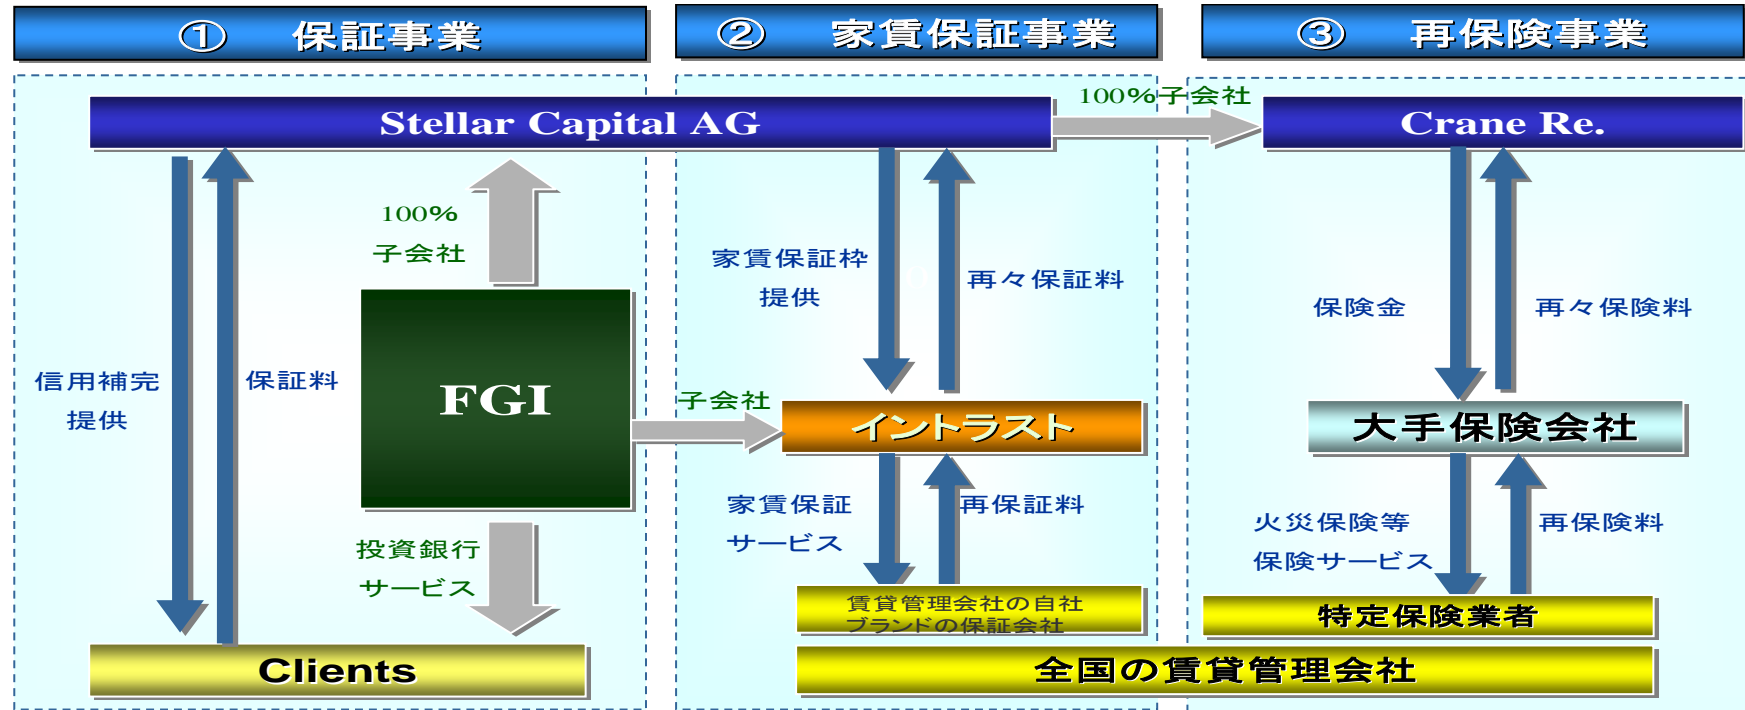 ① 保証事業
② 家賃保証事業
③ 再保険事業
Stellar Capital AG
100%子会社
Crane Re.
100%
子会社
家賃保証枠
提供
再々保証料
保険金
再々保険料
信用補完
提供
保証料
FGI
子会社
イントラスト
大手保険会社
投資銀行
サービス
家賃保証
サービス
再保証料
火災保険等
保険サービス
再保険料
賃貸管理会社の自社
ブランドの保証会社
特定保険業者
Clients
全国の賃貸管理会社